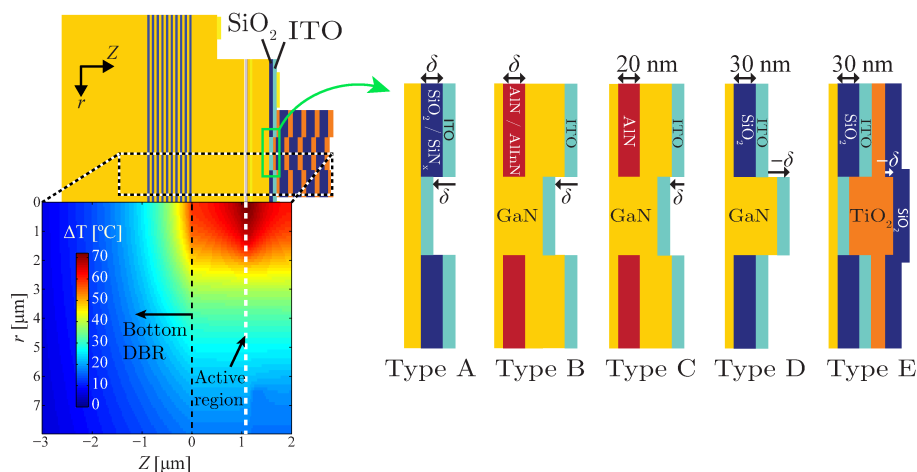 SiO2 ITO
Z
r
δ
δ
20 nm
30 nm
30 nm
SiO2 / SiNx
ITO
AlN / AlInN
ITO
AlN
ITO
SiO2
ITO
SiO2
ITO
δ
δ
δ
−δ
−δ
GaN
GaN
GaN
TiO2
SiO2
Type A
Type B
Type C
Type D
Type E
0
1
2
3
4
5
6
7
r [μm]
ΔT [ºC]
70
60
50
40
30
20
10
0
Bottom
DBR
Active
region
−3
−2
−1
0
1
2
Z [μm]